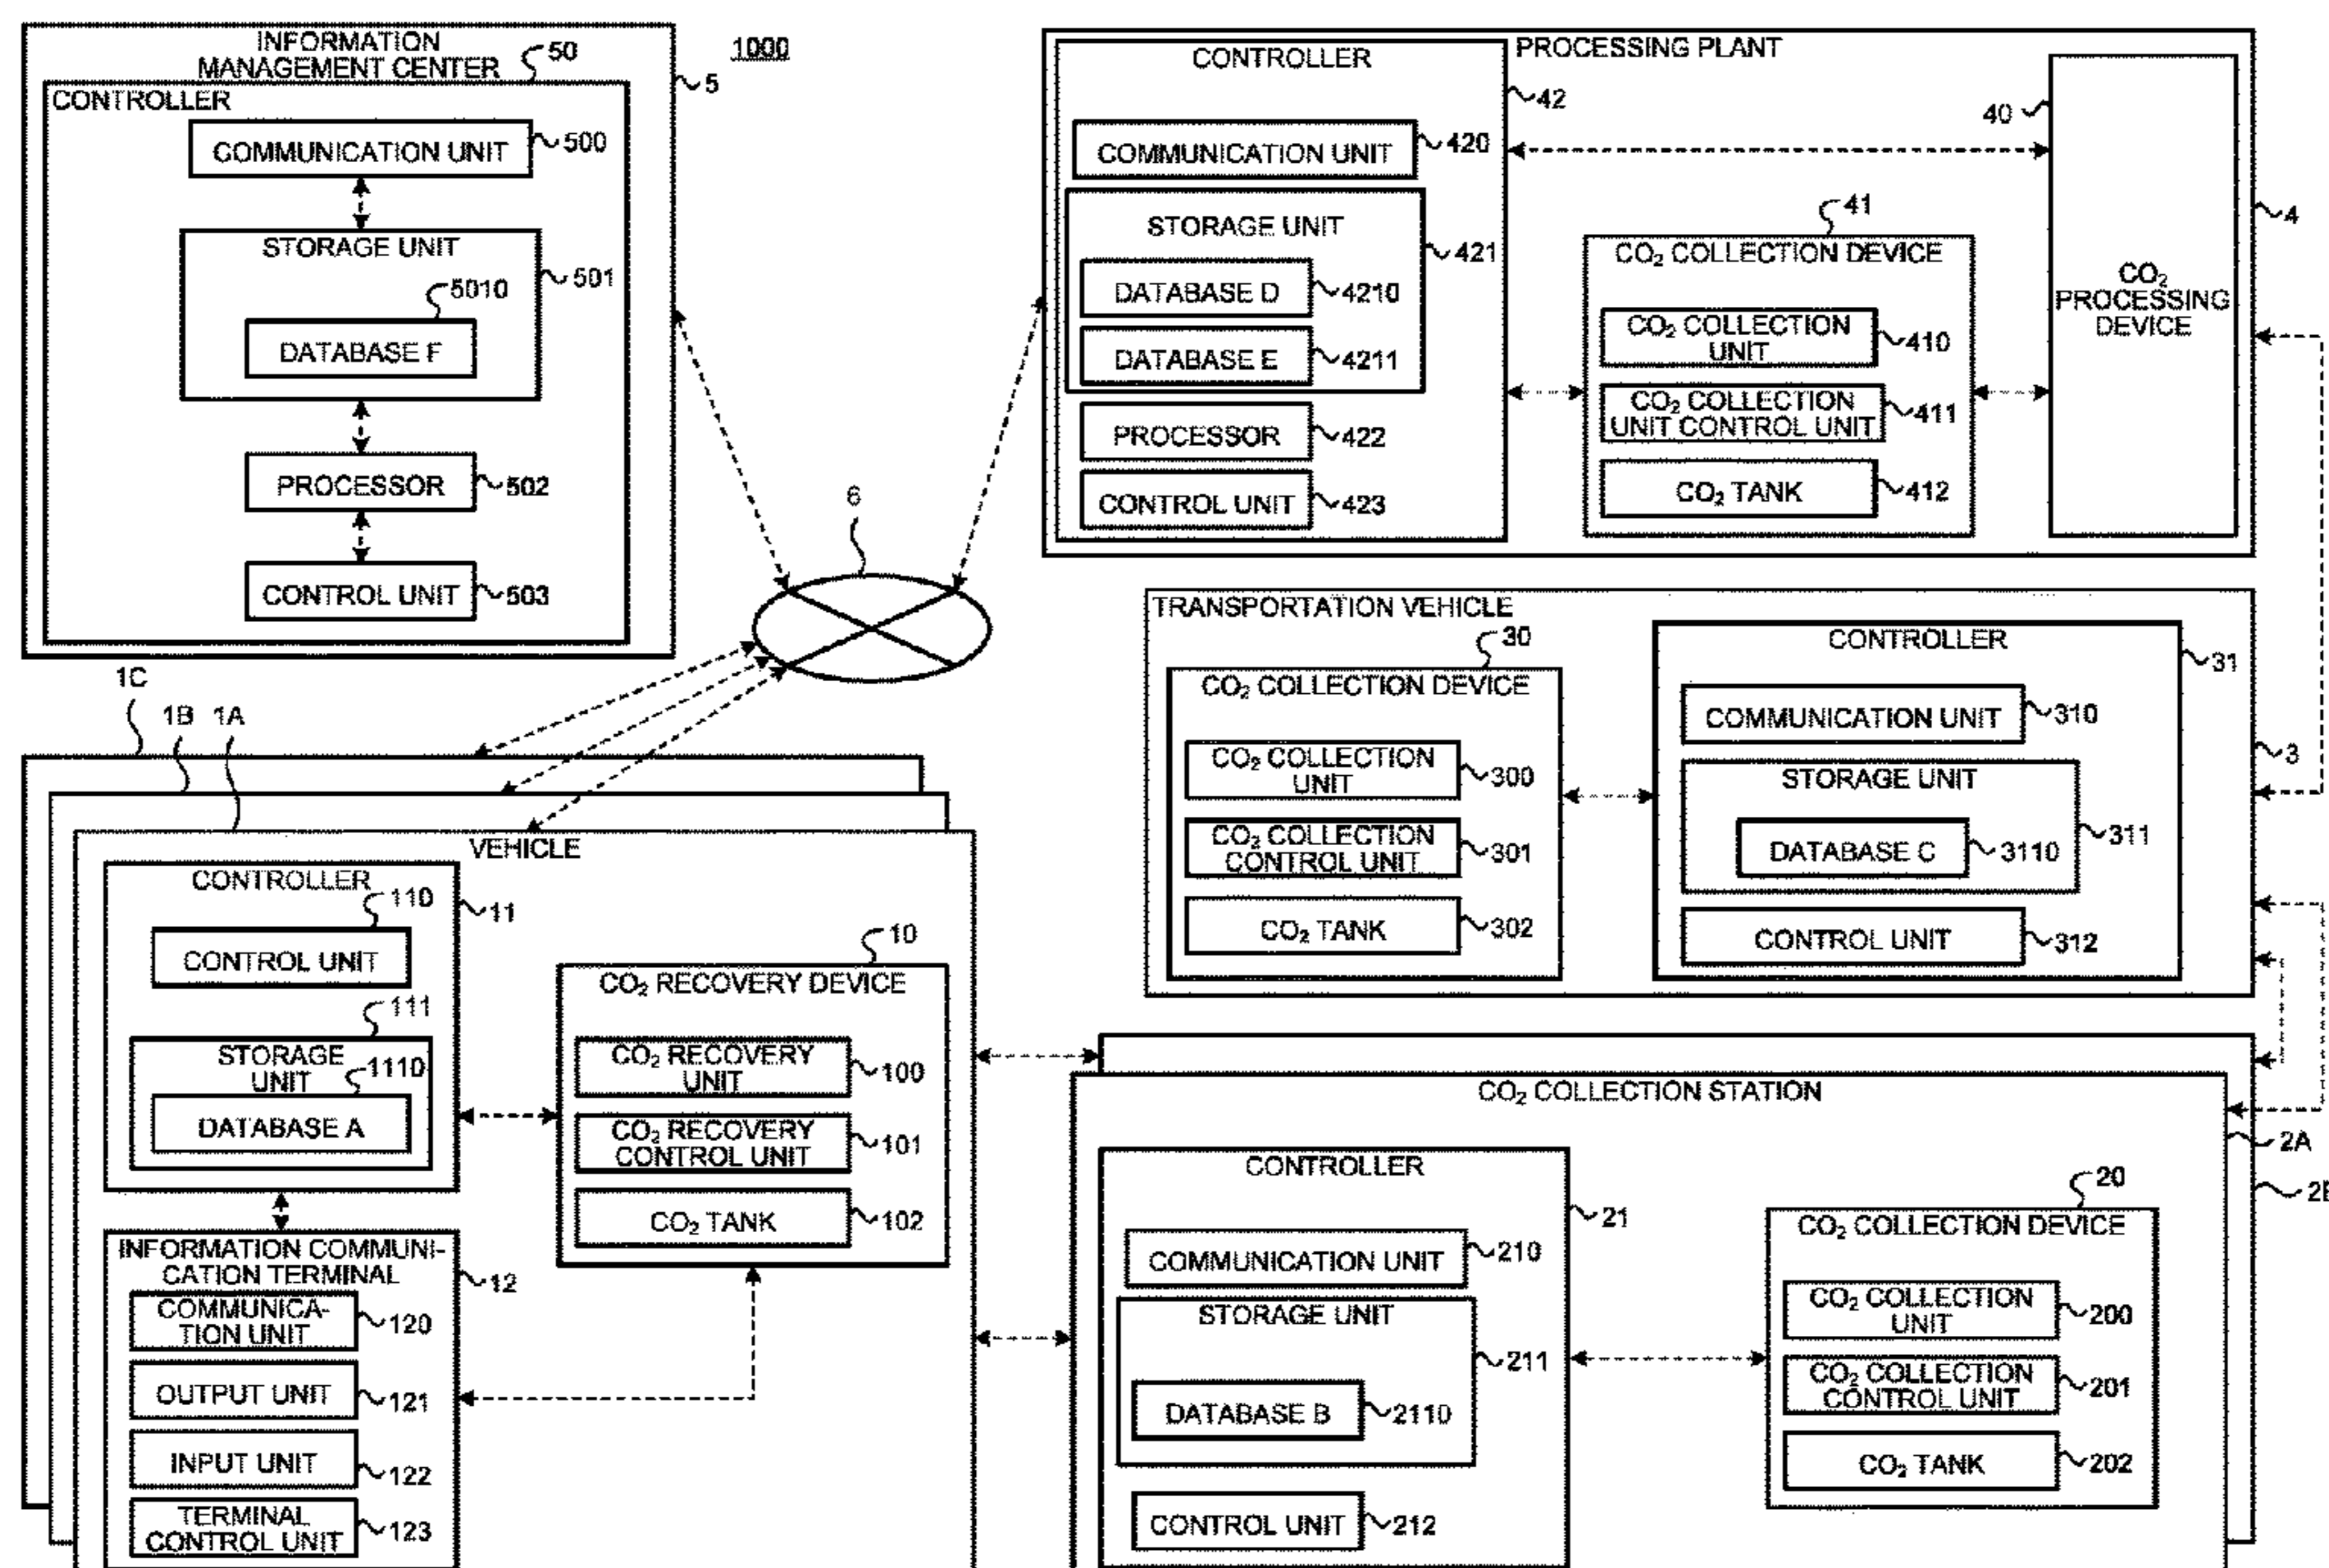 INFORMATION
MANAGEMENT CENTER
50
1000
5
CONTROLLER
COMMUNICATION UNIT
500
STORAGE UNIT
501
5010
DATABASE F
PROCESSOR
502
CONTROL UNIT
503
6
PROCESSING PLANT
4
CONTROLLER
42
COMMUNICATION UNIT
420
STORAGE UNIT
421
DATABASE D
4210
DATABASE E
4211
PROCESSOR
422
CONTROL UNIT
423
41
CO₂ COLLECTION DEVICE
CO₂ COLLECTION
UNIT
410
CO₂ COLLECTION
UNIT CONTROL UNIT
411
CO₂ TANK
412
40
CO₂
PROCESSING
DEVICE
TRANSPORTATION VEHICLE
3
30
CO₂ COLLECTION DEVICE
CO₂ COLLECTION
UNIT
300
CO₂ COLLECTION
CONTROL UNIT
301
CO₂ TANK
302
CONTROLLER
31
COMMUNICATION UNIT
310
STORAGE UNIT
311
DATABASE C
3110
CONTROL UNIT
312
1C
1B
1A
VEHICLE
CONTROLLER
11
110
CONTROL UNIT
111
STORAGE
UNIT
1110
DATABASE A
10
CO₂ RECOVERY DEVICE
CO₂ RECOVERY
UNIT
100
CO₂ RECOVERY
CONTROL UNIT
101
CO₂ TANK
102
INFORMATION COMMUNI-
CATION TERMINAL
12
COMMUNICA-
TION UNIT
120
OUTPUT UNIT
121
INPUT UNIT
122
TERMINAL
CONTROL UNIT
123
CO₂ COLLECTION STATION
2A
CONTROLLER
21
COMMUNICATION UNIT
210
STORAGE UNIT
211
DATABASE B
2110
CONTROL UNIT
212
20
CO₂ COLLECTION DEVICE
CO₂ COLLECTION
UNIT
200
CO₂ COLLECTION
CONTROL UNIT
201
CO₂ TANK
202